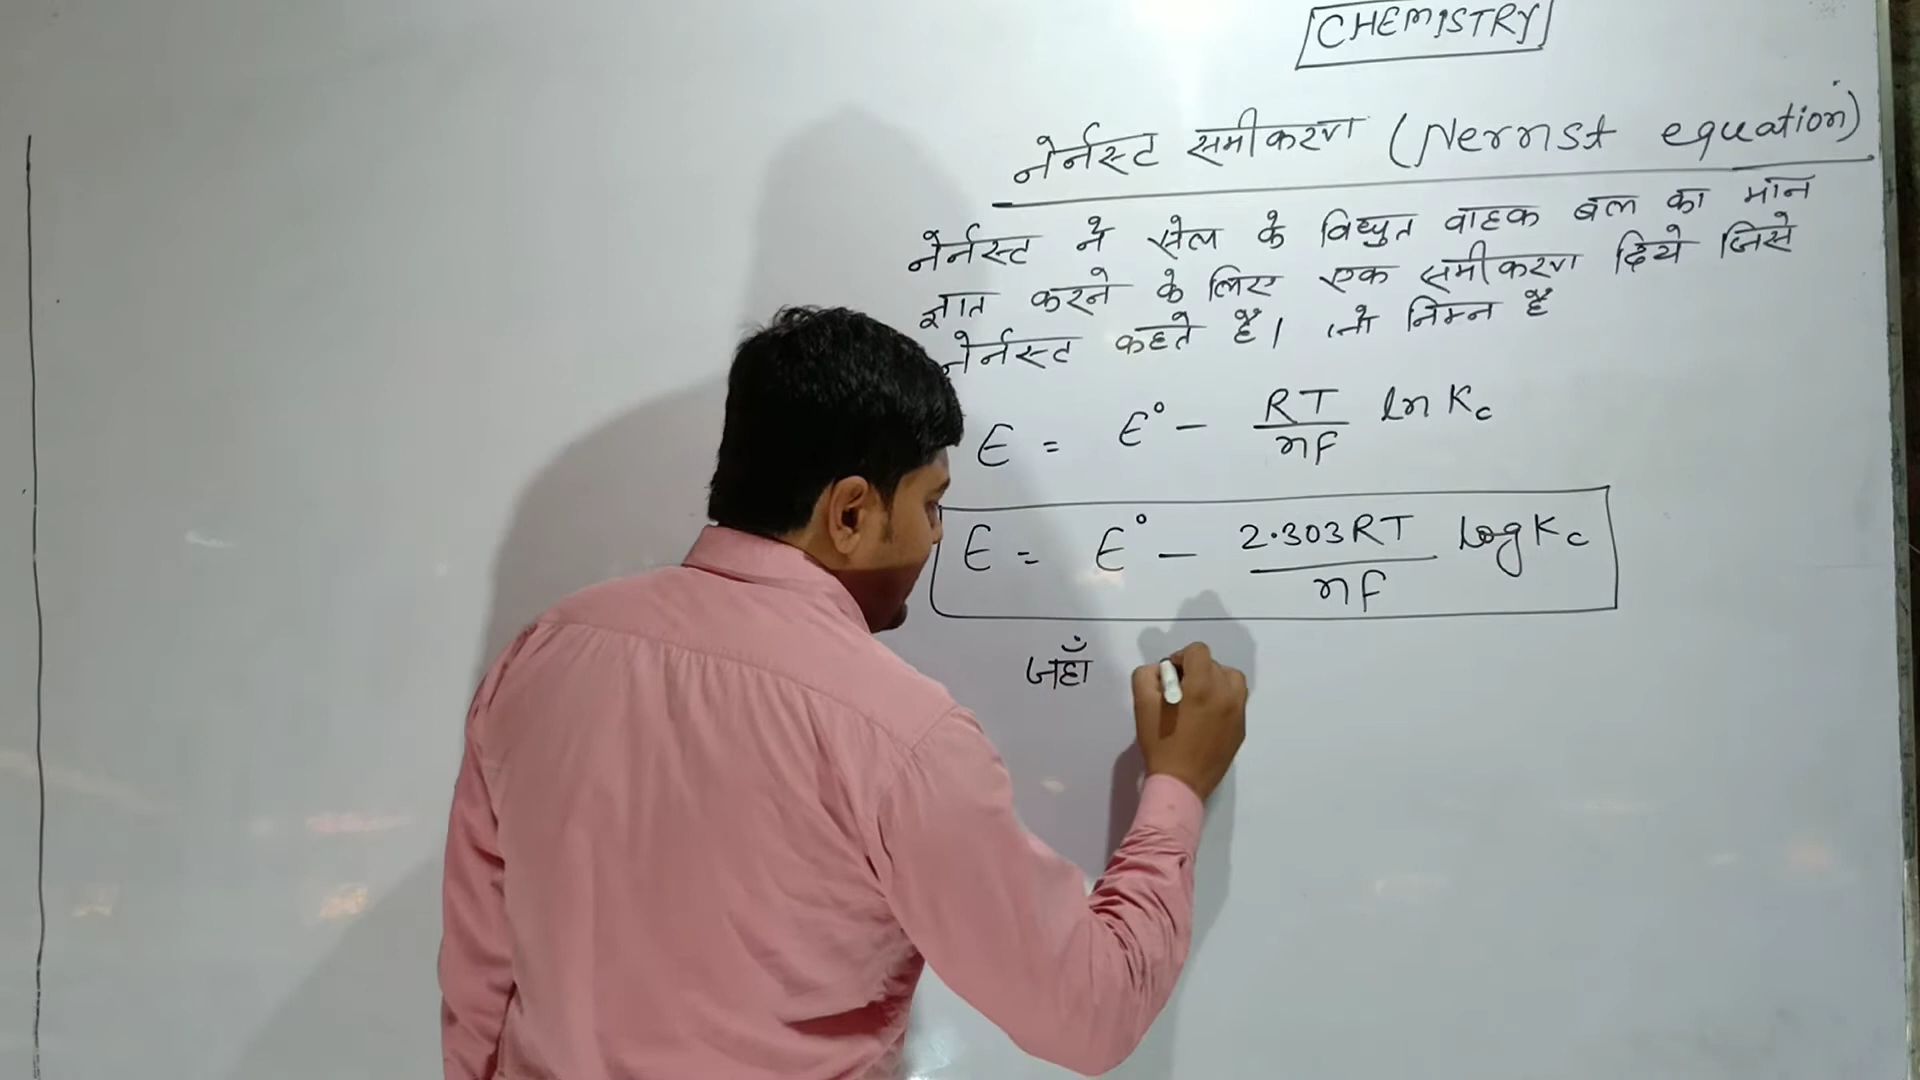 CHEMISTRY
नेर्नस्ट समीकरण (Nernst equation)
नेर्नस्ट ने सेल के विद्युत वाहक बल का मान
ज्ञात करने के लिए एक समीकरण दिये जिसे
नेर्नस्ट कहते है। जो निम्न है
E = E° - RT/nF ln Kc
E = E° - 2.303RT/nF log Kc
जहाँ